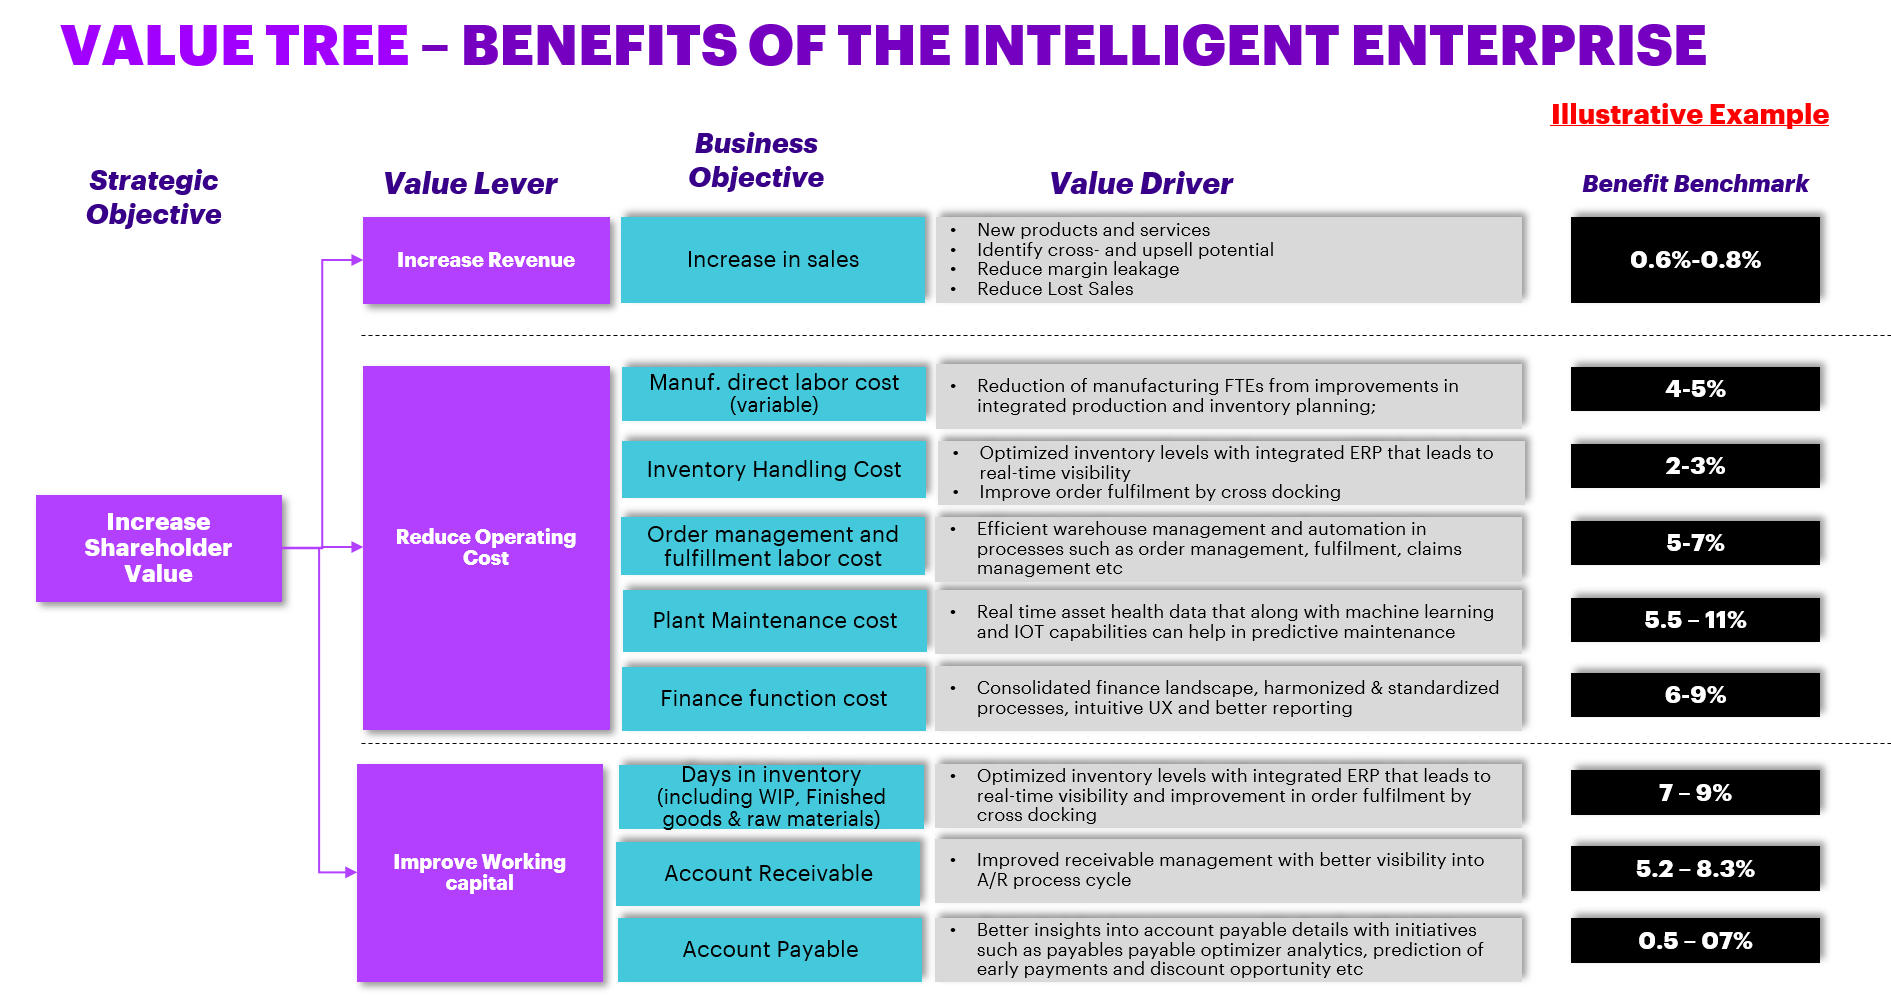 VALUE TREE – BENEFITS OF THE INTELLIGENT ENTERPRISE
Illustrative Example
Strategic
Objective
Value Lever
Business
Objective
Value Driver
Benefit Benchmark
Increase
Shareholder
Value
Increase Revenue
Increase in sales
• New products and services
• Identify cross- and upsell potential
• Reduce margin leakage
• Reduce Lost Sales
0.6%-0.8%
Reduce Operating
Cost
Manuf. direct labor cost
(variable)
• Reduction of manufacturing FTEs from improvements in
integrated production and inventory planning;
4-5%
Inventory Handling Cost
• Optimized inventory levels with integrated ERP that leads to
real-time visibility
• Improve order fulfilment by cross docking
2-3%
Order management and
fulfillment labor cost
• Efficient warehouse management and automation in
processes such as order management, fulfilment, claims
management etc
5-7%
Plant Maintenance cost
• Real time asset health data that along with machine learning
and IOT capabilities can help in predictive maintenance
5.5 – 11%
Finance function cost
• Consolidated finance landscape, harmonized & standardized
processes, intuitive UX and better reporting
6-9%
Improve Working
capital
Days in inventory
(including WIP, Finished
goods & raw materials)
• Optimized inventory levels with integrated ERP that leads to
real-time visibility and improvement in order fulfilment by
cross docking
7 – 9%
Account Receivable
• Improved receivable management with better visibility into
A/R process cycle
5.2 – 8.3%
Account Payable
• Better insights into account payable details with initiatives
such as payables payable optimizer analytics, prediction of
early payments and discount opportunity etc
0.5 – 07%